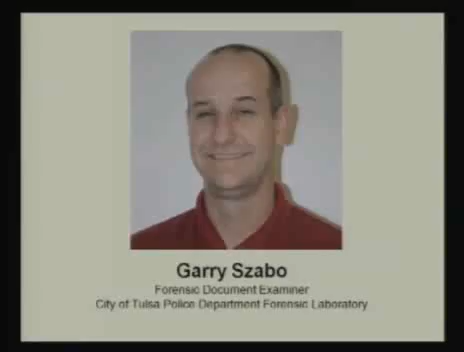 Garry Szabo
Forensic Document Examiner
City of Tulsa Police Department Forensic Laboratory